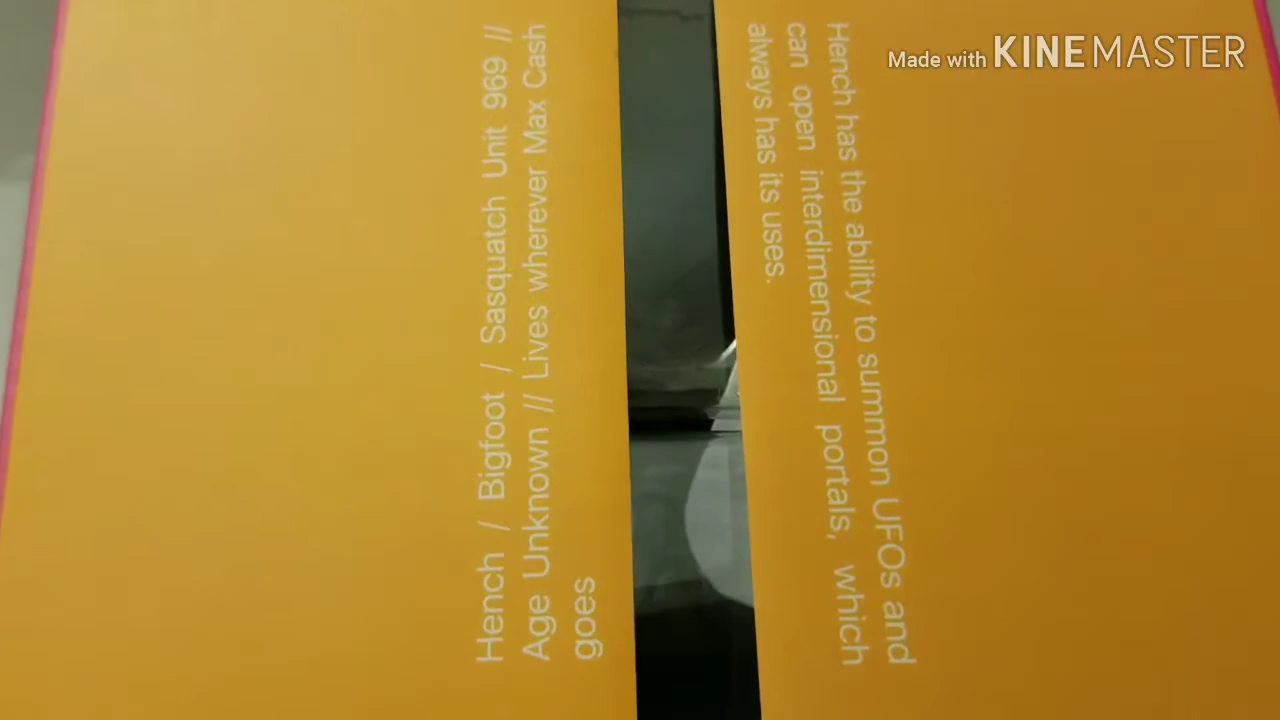 Hench / Bigfoot / Sasquatch Unit 969 //
Age Unknown // Lives wherever Max Cash
goes
Hench has the ability to summon UFOs and
can open interdimensional portals, which
always has its uses.
Made with KINEMASTER